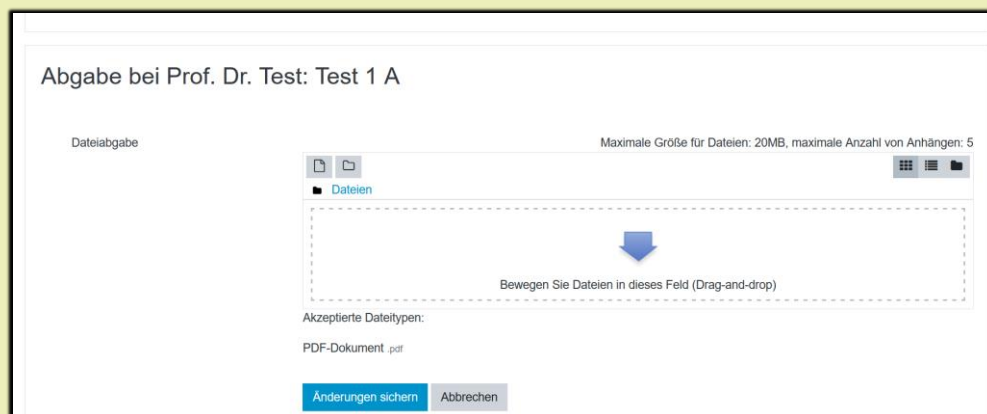 Abgabe bei Prof. Dr. Test: Test 1 A
Dateiabgabe
Maximale Größe für Dateien: 20MB, maximale Anzahl von Anhängen: 5
Dateien
Bewegen Sie Dateien in dieses Feld (Drag-and-drop)
Akzeptierte Dateitypen:
PDF-Dokument .pdf
Änderungen sichern Abbrechen